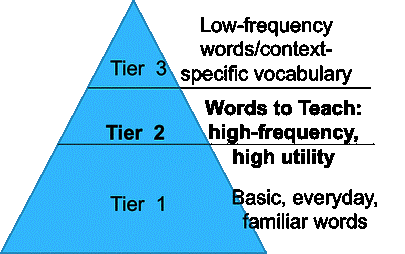 Low-frequency
words/context-
Tier 3 specific vocabulary
Words to Teach:
Tier 2 high-frequency,
high utility
Tier 1 Basic, everyday,
familiar words